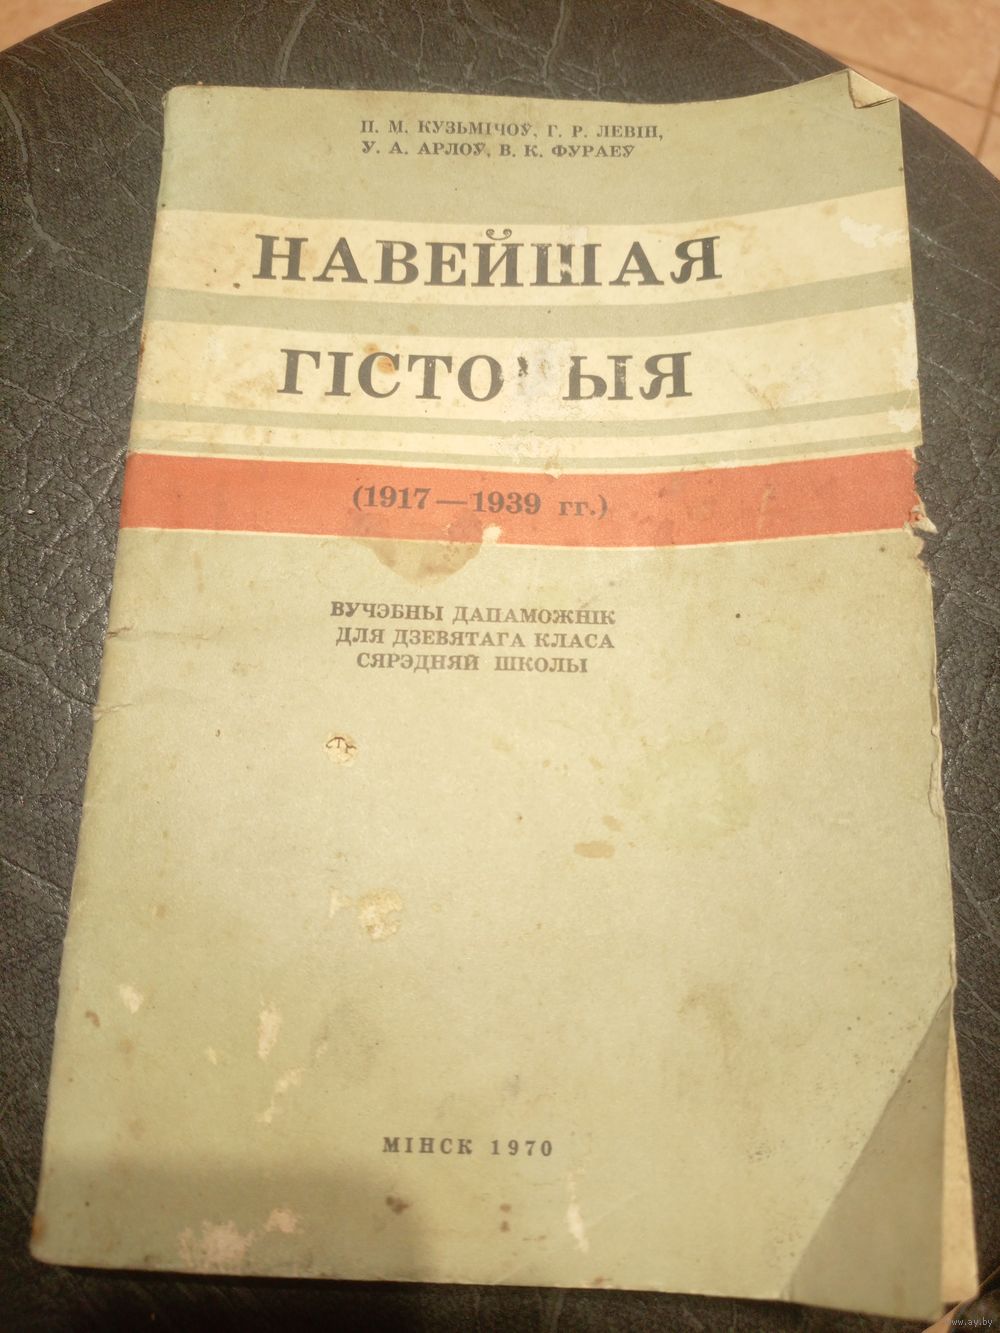 П. М. КУЗЬМІЧОЎ, Г. Р. ЛЕВІН,
У. А. АРЛОЎ, В. К. ФУРАЕЎ
НАВЕЙШАЯ
ГІСТОРЫЯ
(1917—1939 гг.)
ВУЧЭБНЫ ДАПАМОЖНІК
ДЛЯ ДЗЕВЯТАГА КЛАСА
СЯРЭДНЯЙ ШКОЛЫ
МІНСК 1970
www.ay.by